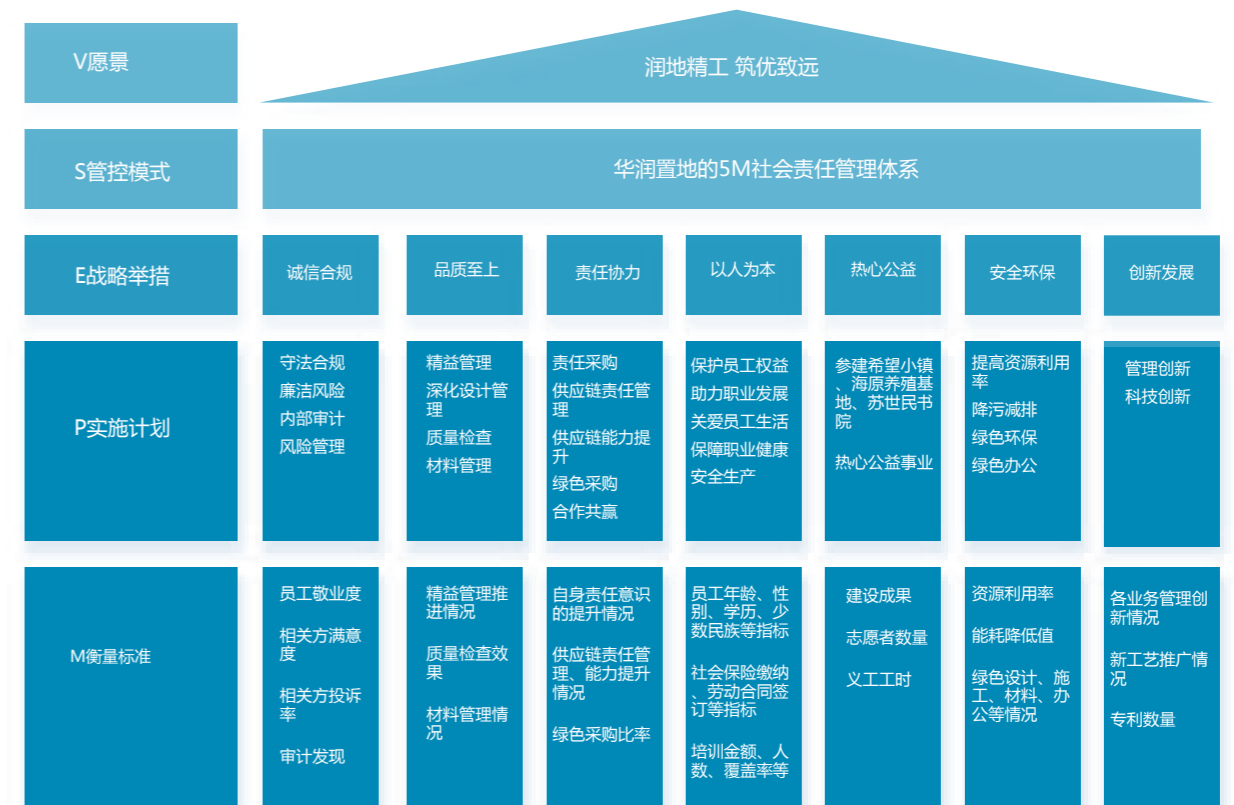 V愿景
润地精工 筑优致远
S管控模式
华润置地的5M社会责任管理体系
E战略举措
诚信合规
品质至上
责任协力
以人为本
热心公益
安全环保
创新发展
P实施计划
守法合规
廉洁风险
内部审计
风险管理
精益管理
深化设计管
理
质量检查
材料管理
责任采购
供应链责任管
理
供应链能力提
升
绿色采购
合作共赢
保护员工权益
助力职业发展
关爱员工生活
保障职业健康
安全生产
参建希望小镇
、海原养殖基
地、苏世民书
院
热心公益事业
提高资源利用
率
降污减排
绿色环保
绿色办公
管理创新
科技创新
M衡量标准
员工敬业度
相关方满意
度
相关方投诉
率
审计发现
精益管理推
进情况
质量检查效
果
材料管理情
况
自身责任意识
的提升情况
供应链责任管
理、能力提升
情况
绿色采购比率
员工年龄、性
别、学历、少
数民族等指标
社会保险缴纳
、劳动合同签
订等指标
培训金额、人
数、覆盖率等
建设成果
志愿者数量
义工工时
资源利用率
能耗降低值
绿色设计、施
工、材料、办
公等情况
各业务管理创
新情况
新工艺推广情
况
专利数量